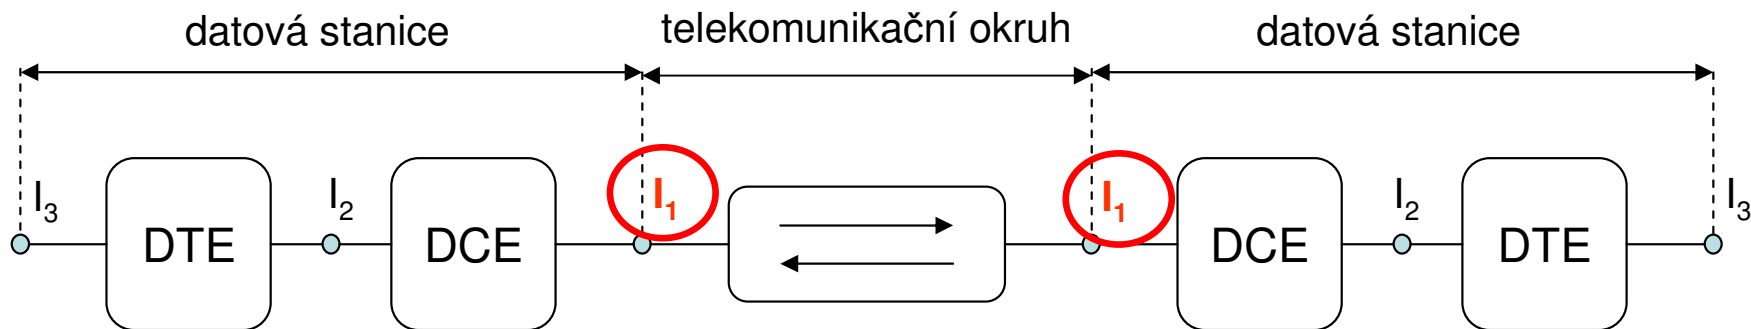 datová stanice telekomunikační okruh datová stanice
I₃ I₂ I₁ I₁ I₂ I₃
DTE DCE DCE DTE